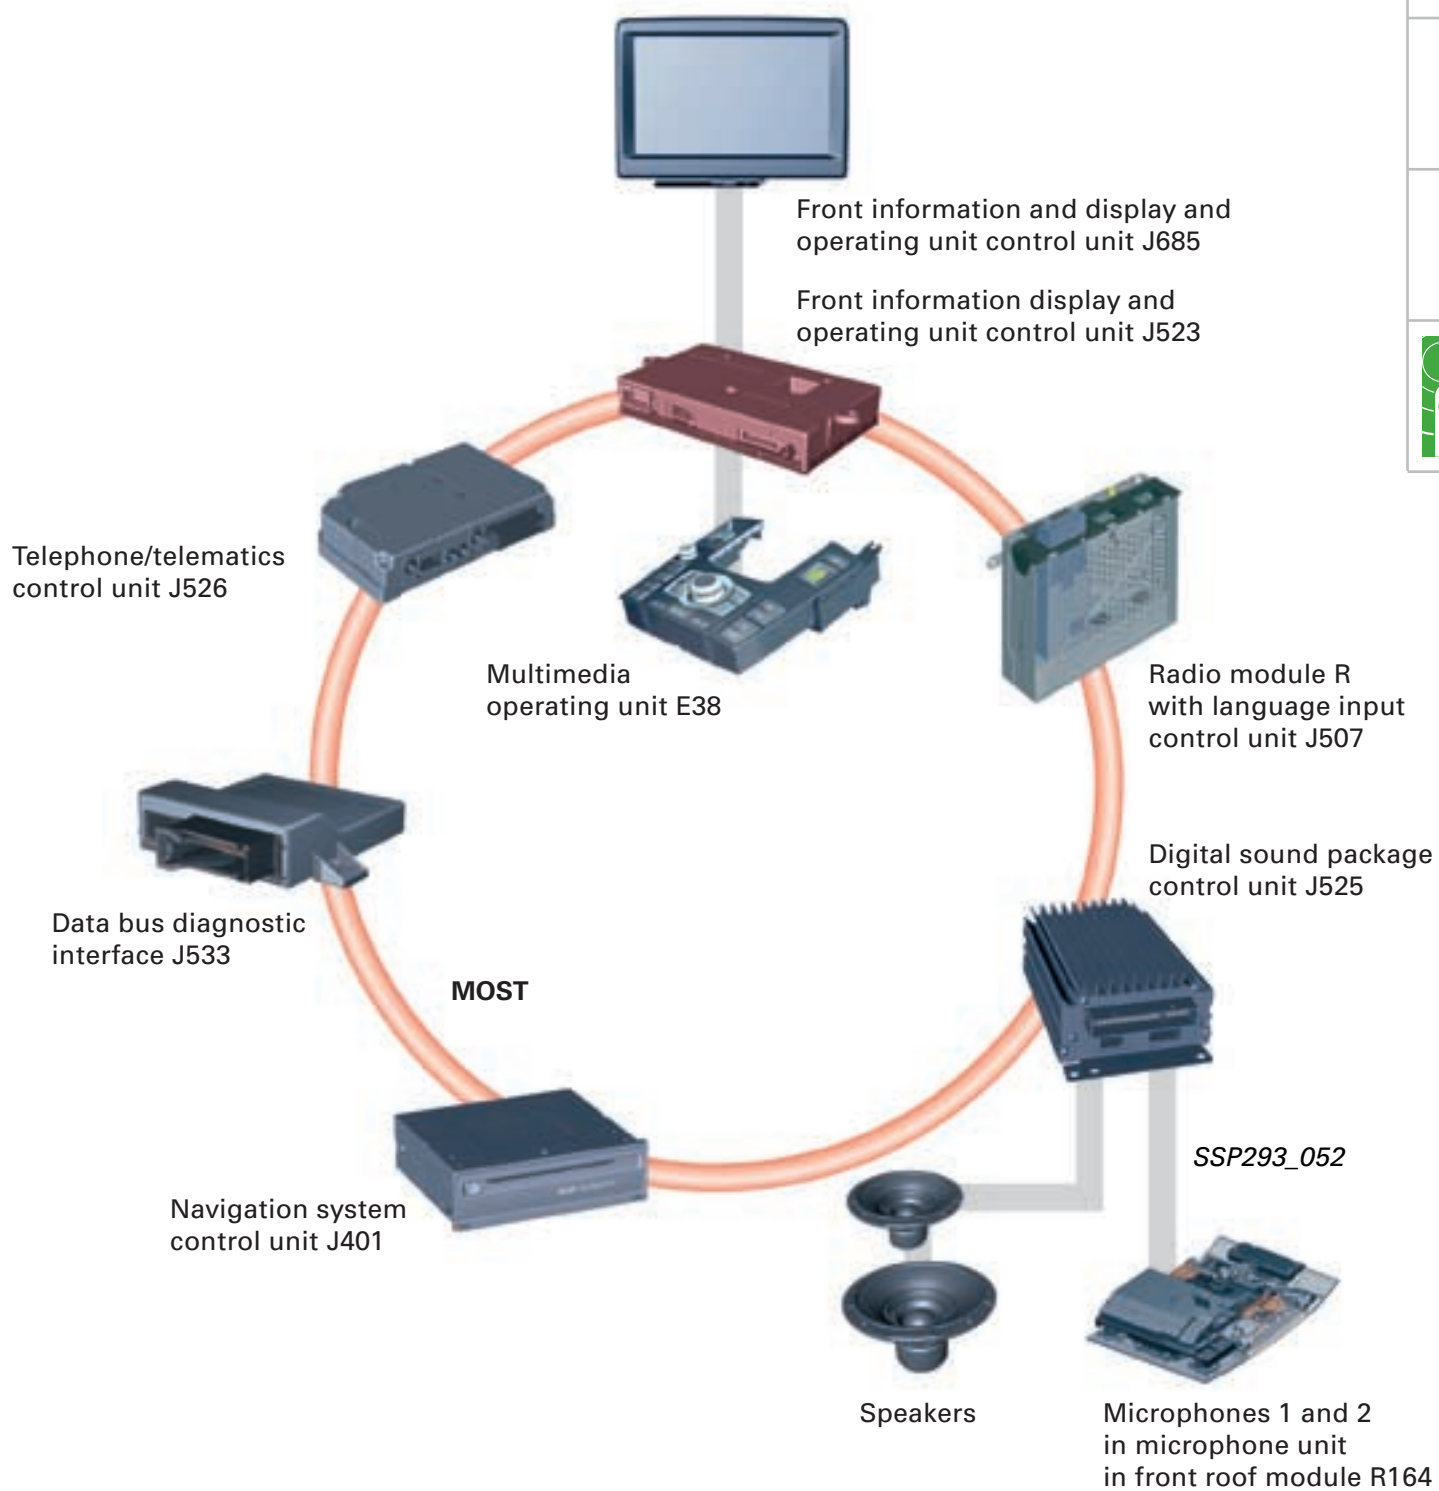 Front information and display and
operating unit control unit J685
Front information display and
operating unit control unit J523
Telephone/telematics
control unit J526
Multimedia
operating unit E38
Radio module R
with language input
control unit J507
Digital sound package
control unit J525
Data bus diagnostic
interface J533
MOST
SSP293_052
Navigation system
control unit J401
Speakers
Microphones 1 and 2
in microphone unit
in front roof module R164